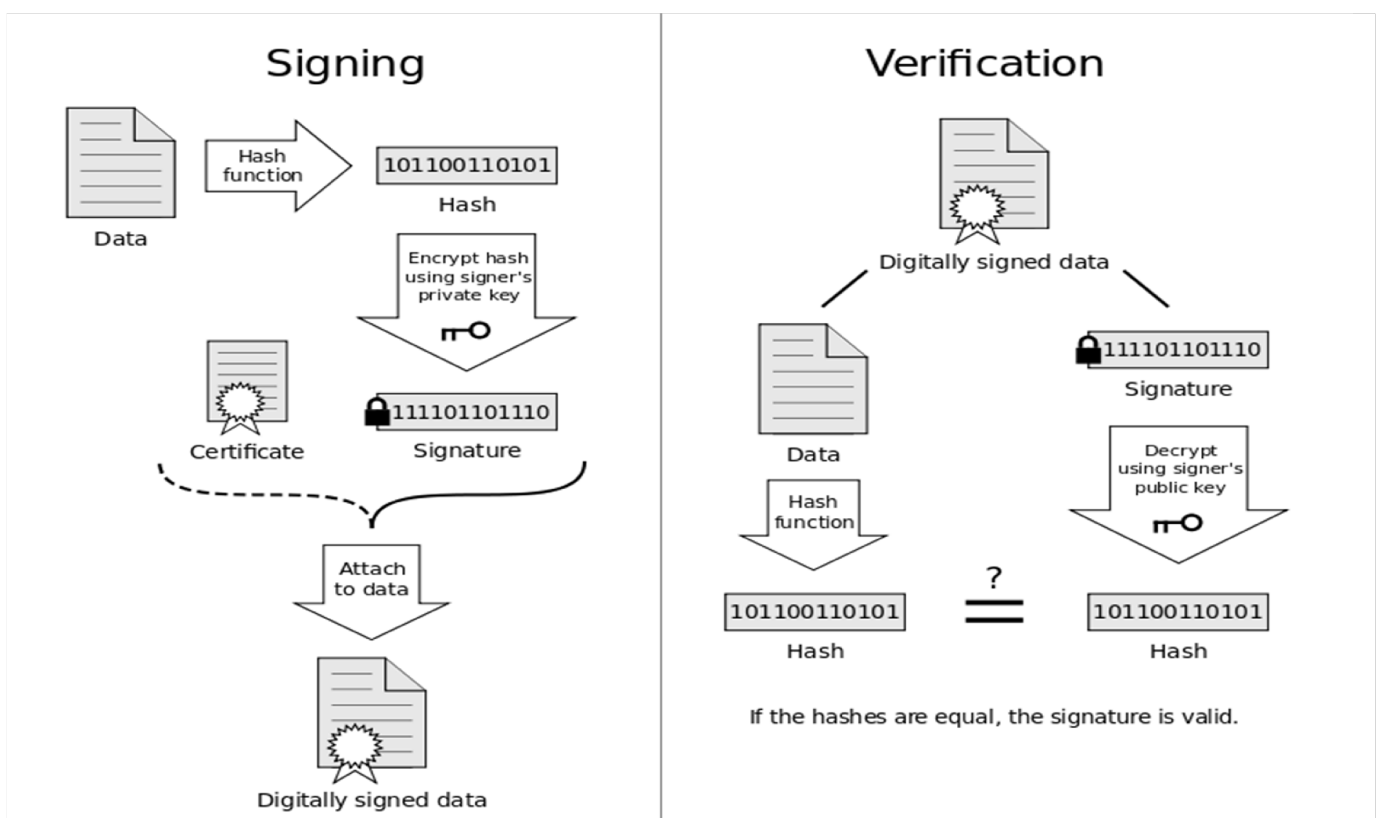 Signing
Hash
function
101100110101
Hash
Data
Encrypt hash
using signer's
private key
111101101110
Certificate
Signature
Attach
to data
Digitally signed data
Verification
Digitally signed data
111101101110
Signature
Data
Hash
function
Decrypt
using signer's
public key
?
101100110101
101100110101
Hash
Hash
If the hashes are equal, the signature is valid.